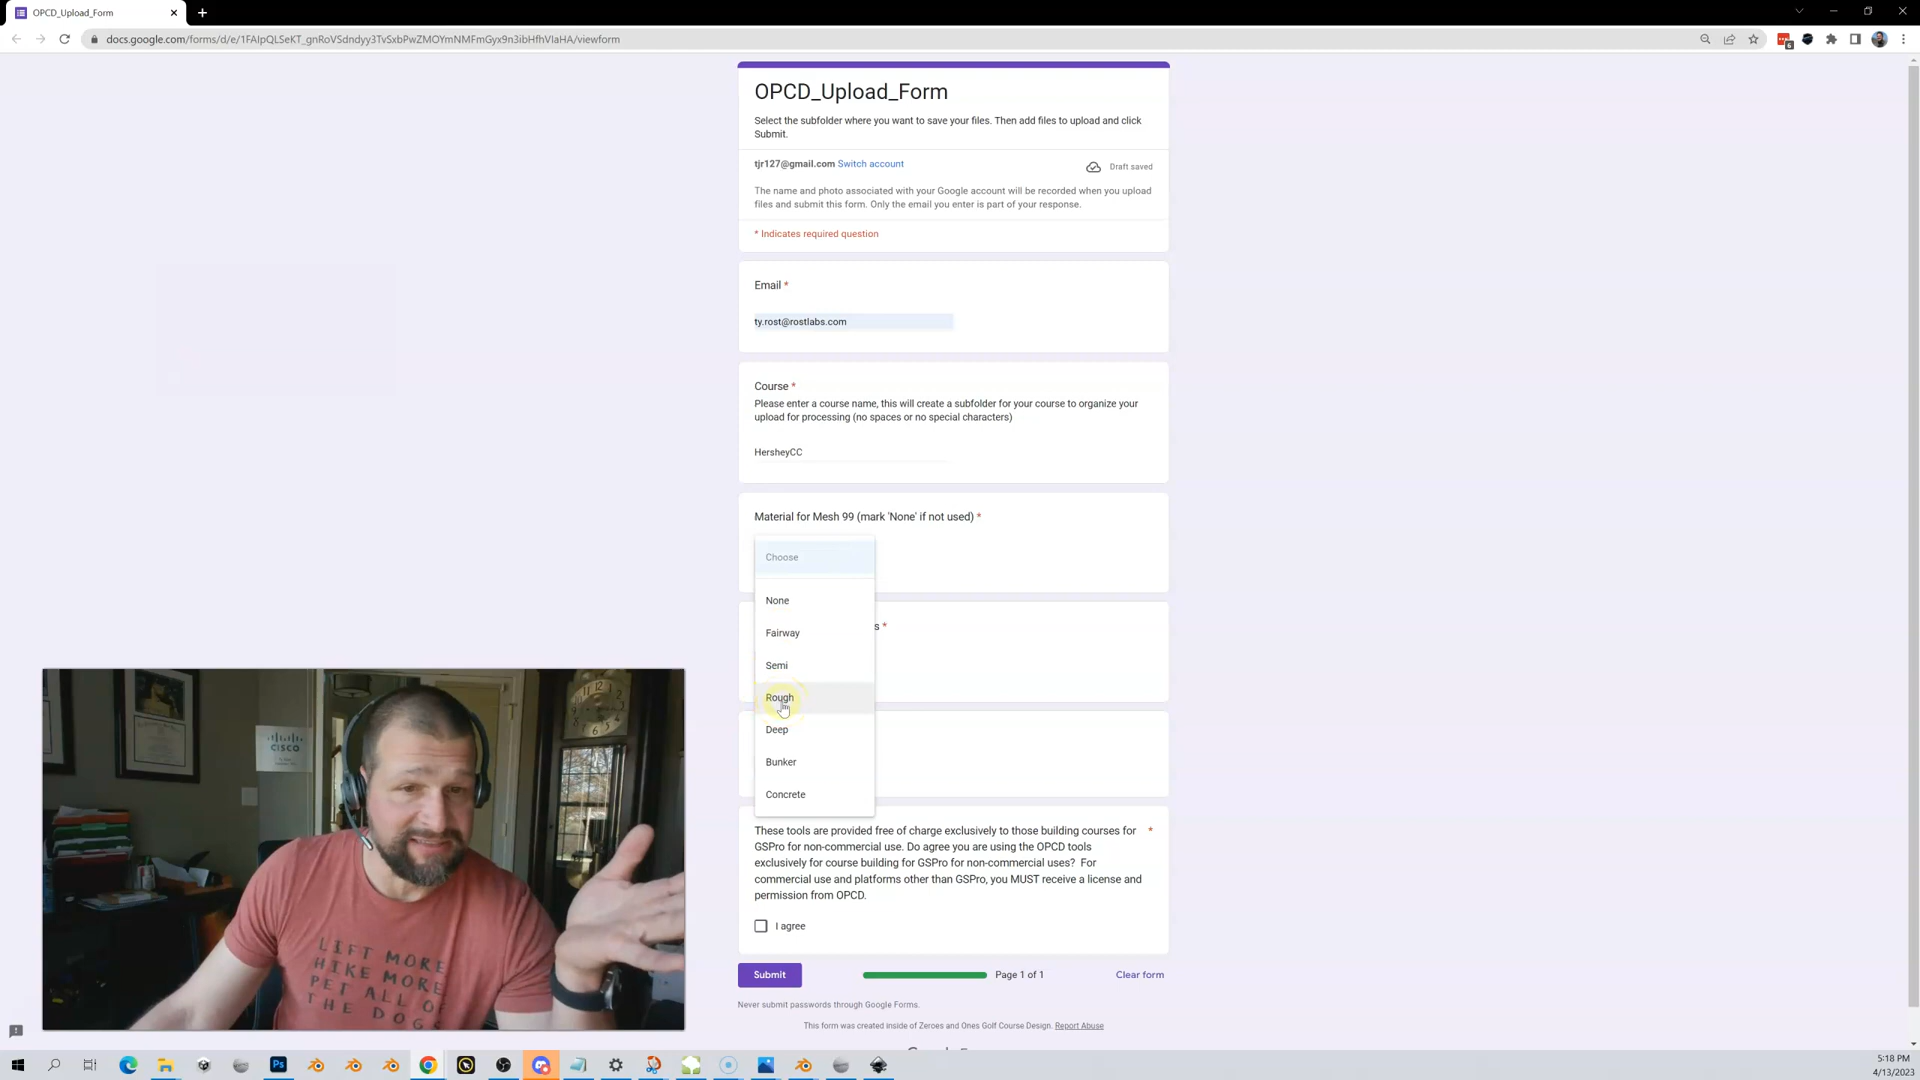 OPCD_Upload_Form
docs.google.com/forms/d/e/1FAIpQLSeKT_gnRoVSdndyy3TvSxbPwZMOYmNMFmGyx9n3ibHfhVIaHA/viewform
6
OPCD_Upload_Form
Select the subfolder where you want to save your files. Then add files to upload and click
Submit.
tjr127@gmail.com Switch account
Draft saved
The name and photo associated with your Google account will be recorded when you upload
files and submit this form. Only the email you enter is part of your response.
* Indicates required question
Email *
ty.rost@rostlabs.com
Course *
Please enter a course name, this will create a subfolder for your course to organize your
upload for processing (no spaces or no special characters)
HersheyCC
Material for Mesh 99 (mark 'None' if not used) *
Choose
None
Fairway
s *
Semi
Rough
Deep
Bunker
Concrete
These tools are provided free of charge exclusively to those building courses for *
GSPro for non-commercial use. Do agree you are using the OPCD tools
exclusively for course building for GSPro for non-commercial uses? For
commercial use and platforms other than GSPro, you MUST receive a license and
permission from OPCD.
I agree
Submit
Page 1 of 1
Clear form
Never submit passwords through Google Forms.
This form was created inside of Zeroes and Ones Golf Course Design. Report Abuse
CISCO
LIFT MORE
HIKE MORE
PET ALL OF
THE DOGS
Ps
5:18 PM
4/13/2023